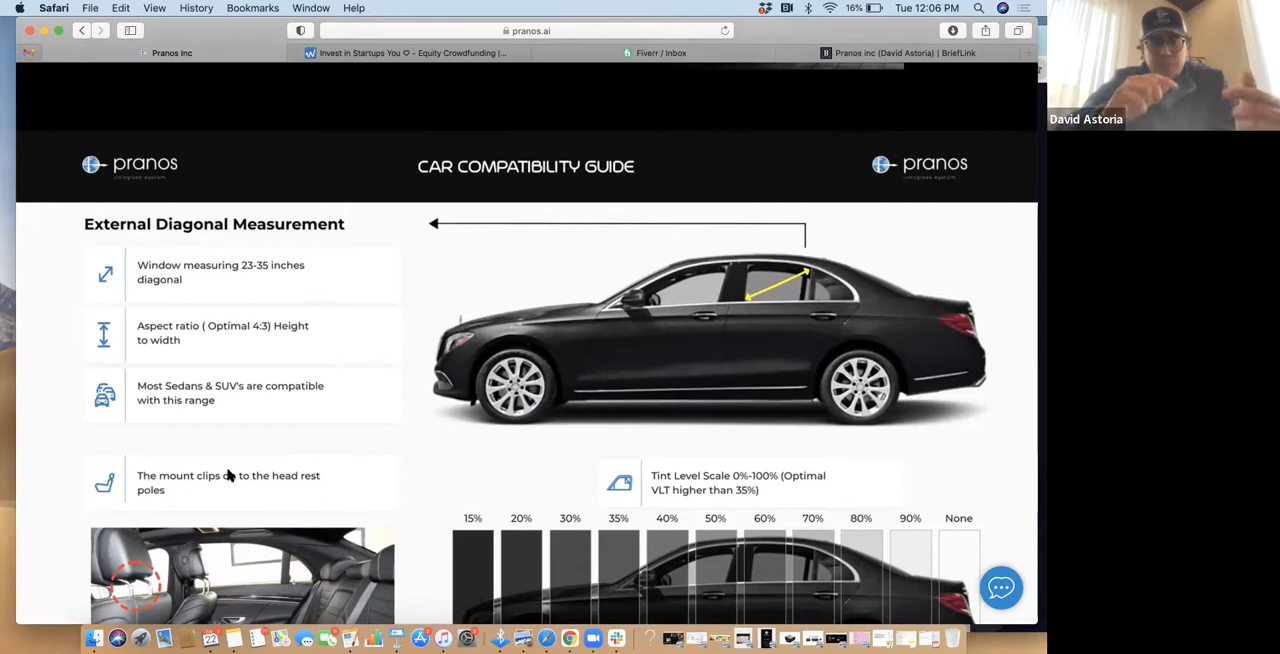 Safari File Edit View History Bookmarks Window Help 16% Tue 12:06 PM
pranos.ai
Pranos Inc
Invest in Startups You ♡ - Equity Crowdfunding |...
Fiverr / Inbox
Pranos inc (David Astoria) | BriefLink
David Astoria
pranos
CAR COMPATIBILITY GUIDE
pranos
External Diagonal Measurement
Window measuring 23-35 inches
diagonal
Aspect ratio ( Optimal 4:3) Height
to width
Most Sedans & SUV's are compatible
with this range
The mount clips to the head rest
poles
Tint Level Scale 0%-100% (Optimal
VLT higher than 35%)
15% 20% 30% 35% 40% 50% 60% 70% 80% 90% None
22